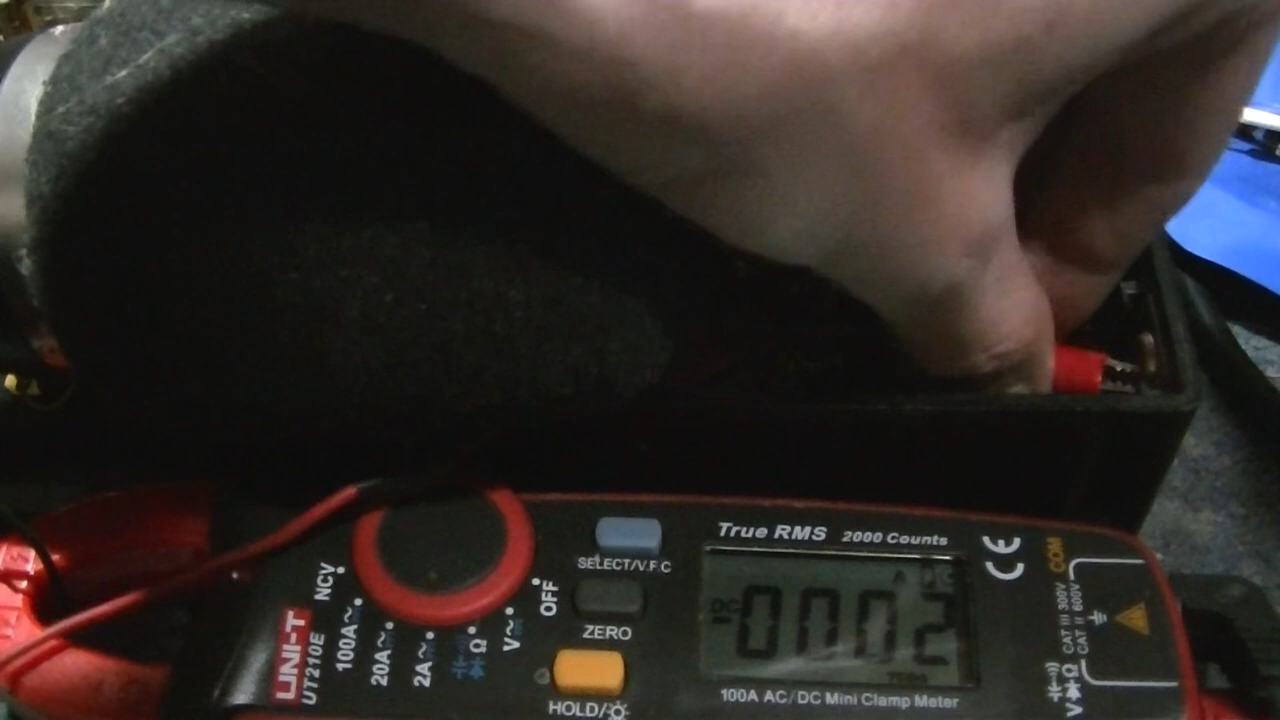 True RMS 2000 Counts
SELECT/V.F.C
ZERO
HOLD/
OFF
V~
2A~
20A~
100A~
NCV
UNI-T
UT210E
DC
0002
100A AC/DC Mini Clamp Meter
CE
COM
CAT III 300V
CAT II 600V
VΩ